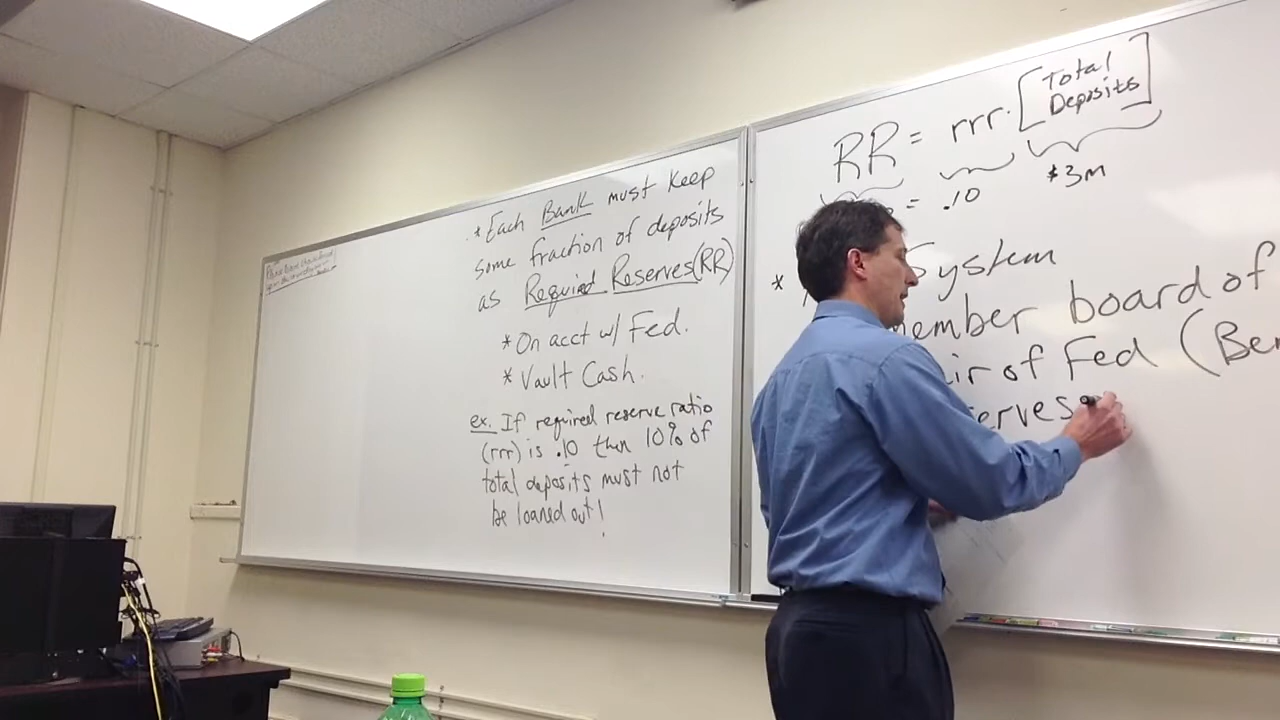 * Each Bank must keep
some fraction of deposits
as Required Reserves (RR)
* On acct w/ Fed.
* Vault Cash.
ex. If required reserve ratio
(rrr) is .10 then 10% of
total deposits must not
be loaned out!
RR = rrr. [Total
Deposits]
= .10 $3m
* System
member board of
of Fed (Be